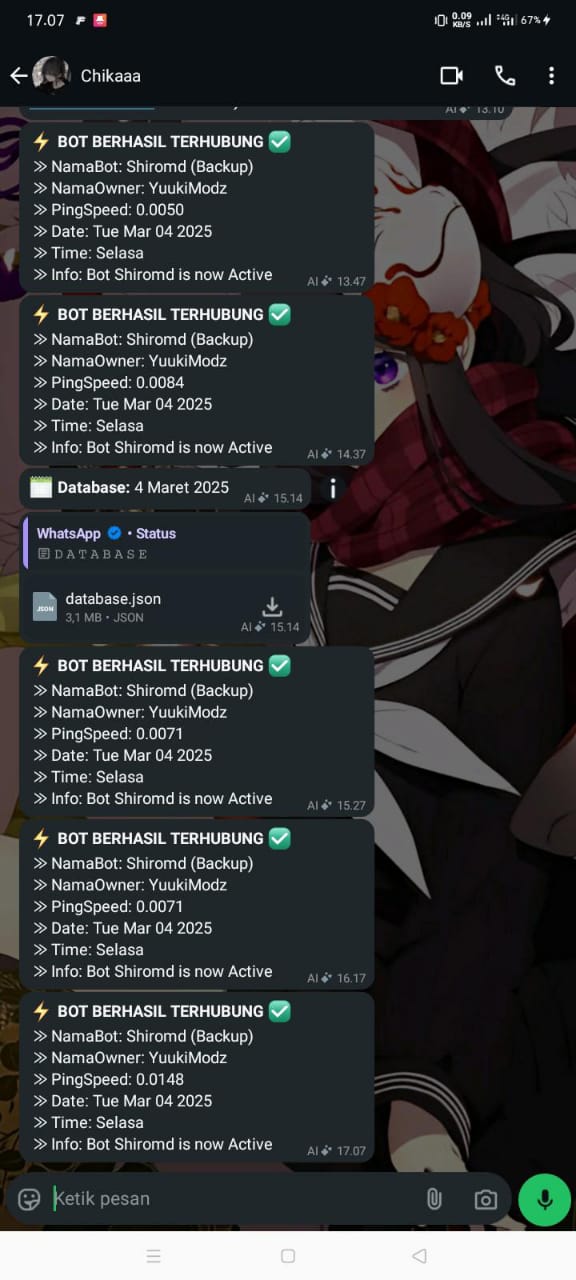 17.07
0.09
KB/S
4G
67%
Chikaaa
AI 13.10
⚡ BOT BERHASIL TERHUBUNG ✅
≫ NamaBot: Shiromd (Backup)
≫ NamaOwner: YuukiModz
≫ PingSpeed: 0.0050
≫ Date: Tue Mar 04 2025
≫ Time: Selasa
≫ Info: Bot Shiromd is now Active
AI 13.47
⚡ BOT BERHASIL TERHUBUNG ✅
≫ NamaBot: Shiromd (Backup)
≫ NamaOwner: YuukiModz
≫ PingSpeed: 0.0084
≫ Date: Tue Mar 04 2025
≫ Time: Selasa
≫ Info: Bot Shiromd is now Active
AI 14.37
Database: 4 Maret 2025
AI 15.14
WhatsApp • Status
DATABASE
JSON
database.json
3,1 MB • JSON
AI 15.14
⚡ BOT BERHASIL TERHUBUNG ✅
≫ NamaBot: Shiromd (Backup)
≫ NamaOwner: YuukiModz
≫ PingSpeed: 0.0071
≫ Date: Tue Mar 04 2025
≫ Time: Selasa
≫ Info: Bot Shiromd is now Active
AI 15.27
⚡ BOT BERHASIL TERHUBUNG ✅
≫ NamaBot: Shiromd (Backup)
≫ NamaOwner: YuukiModz
≫ PingSpeed: 0.0071
≫ Date: Tue Mar 04 2025
≫ Time: Selasa
≫ Info: Bot Shiromd is now Active
AI 16.17
⚡ BOT BERHASIL TERHUBUNG ✅
≫ NamaBot: Shiromd (Backup)
≫ NamaOwner: YuukiModz
≫ PingSpeed: 0.0148
≫ Date: Tue Mar 04 2025
≫ Time: Selasa
≫ Info: Bot Shiromd is now Active
AI 17.07
Ketik pesan